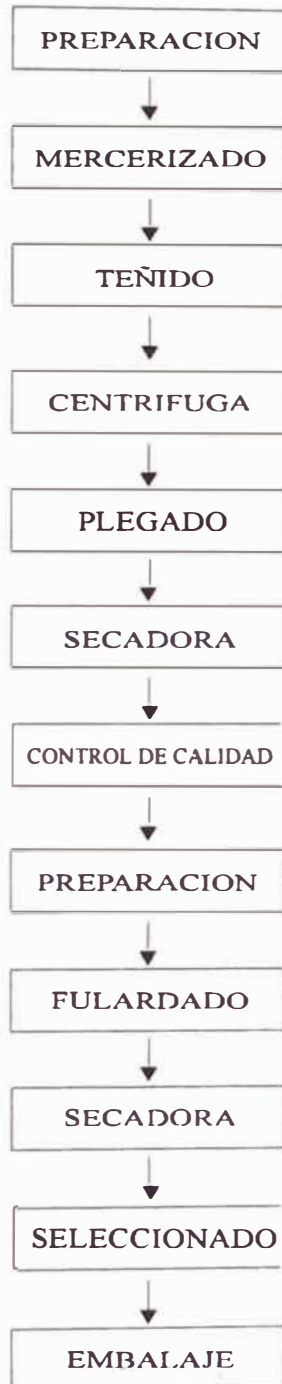 PREPARACION
MERCERIZADO
TEÑIDO
CENTRIFUGA
PLEGADO
SECADORA
CONTROL DE CALIDAD
PREPARACION
FULARDADO
SECADORA
SELECCIONADO
EMBALAJE